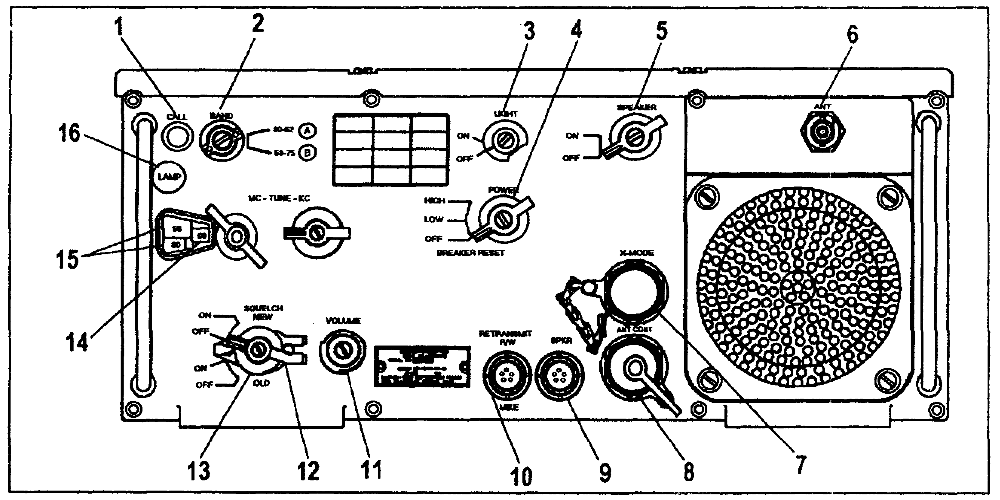 1
2
3
4
5
6
CALL
BAND
LIGHT
SPEAKER
ANT
16
30-52 A
ON
ON
53-75 B
OFF
OFF
LAMP
MC - TUNE - KC
POWER
HIGH
LOW
OFF
BREAKER RESET
15
X-MODE
14
ON
SQUELCH
NEW
OFF
VOLUME
ANT CONT
RETRANSMIT
R/W
SPKR
ON
OFF
OLD
MIKE
13
12
11
10
9
8
7